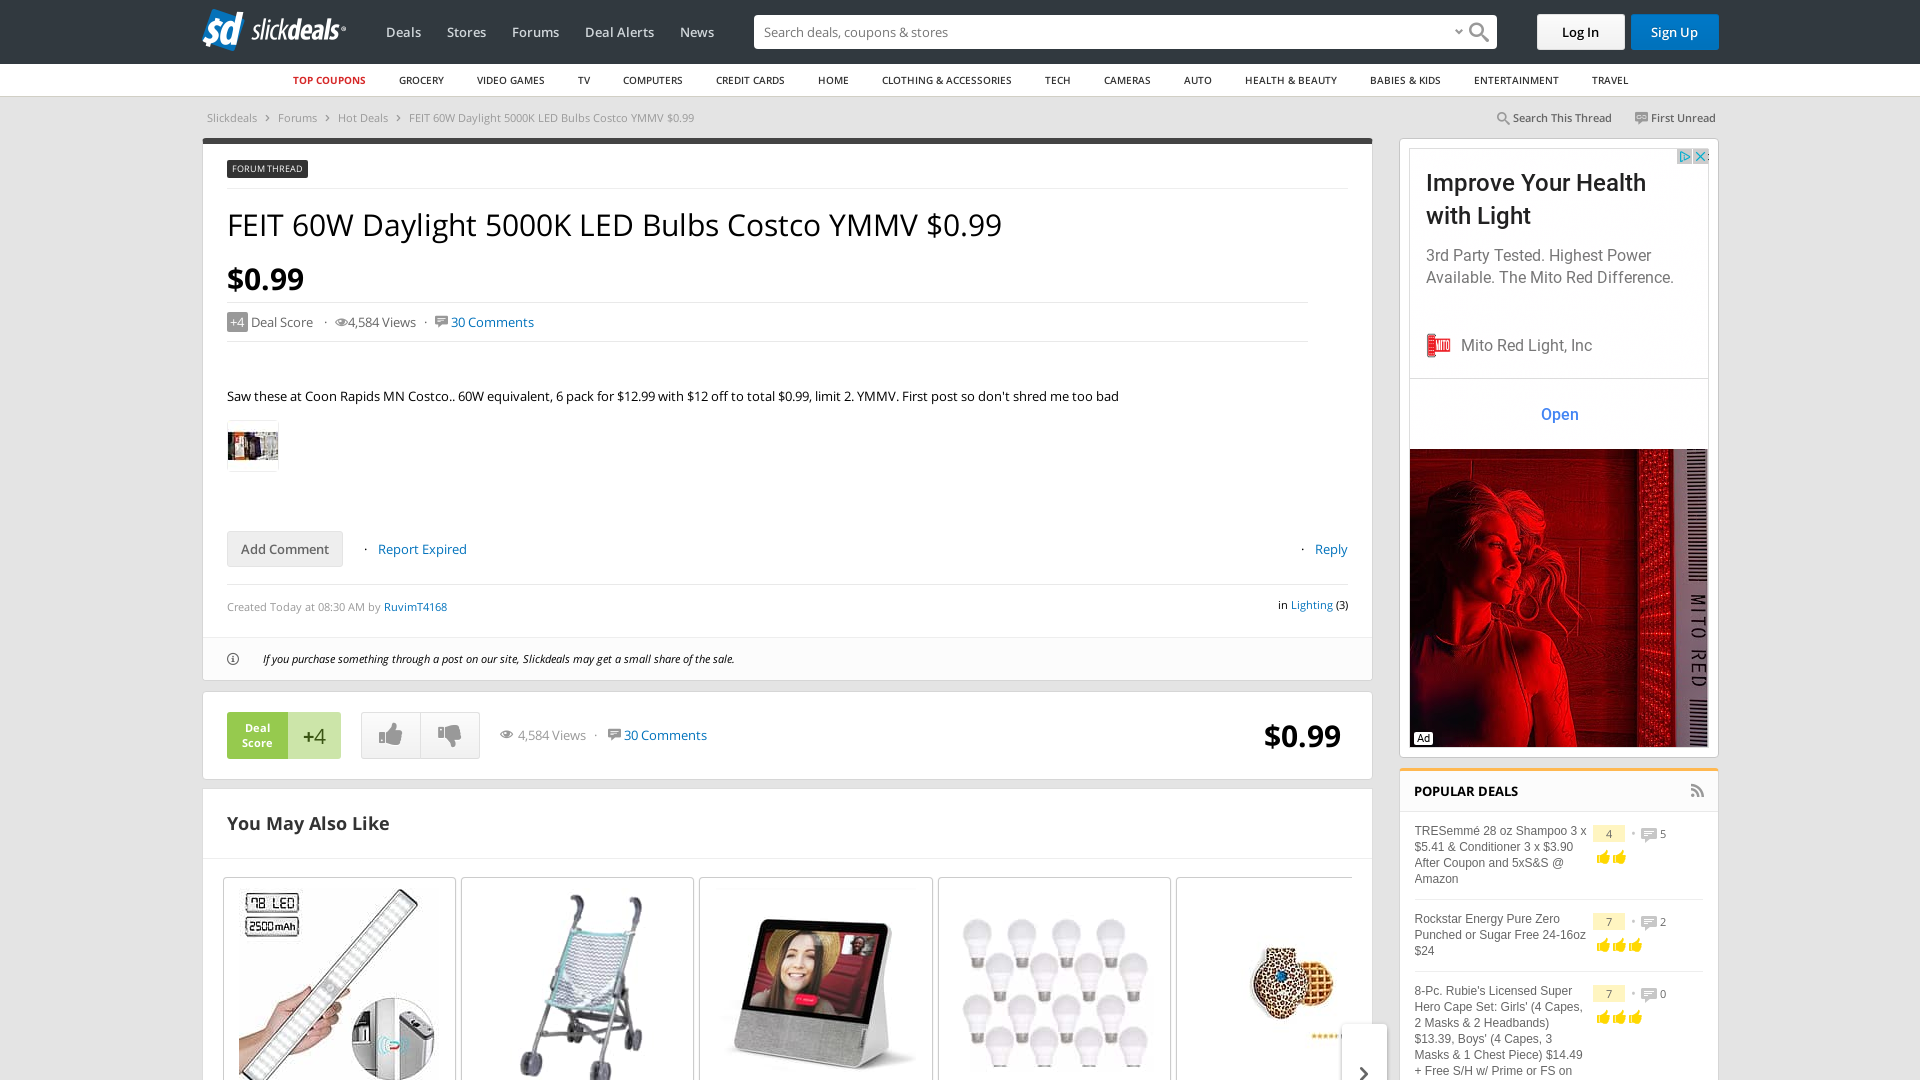 slickdeals
Deals Stores Forums Deal Alerts News
Search deals, coupons & stores
Log In
Sign Up
TOP COUPONS GROCERY VIDEO GAMES TV COMPUTERS CREDIT CARDS HOME CLOTHING & ACCESSORIES TECH CAMERAS AUTO HEALTH & BEAUTY BABIES & KIDS ENTERTAINMENT TRAVEL
Slickdeals > Forums > Hot Deals > FEIT 60W Daylight 5000K LED Bulbs Costco YMMV $0.99
Search This Thread
First Unread
FORUM THREAD
FEIT 60W Daylight 5000K LED Bulbs Costco YMMV $0.99
$0.99
+4 Deal Score · 4,584 Views · 30 Comments
Saw these at Coon Rapids MN Costco.. 60W equivalent, 6 pack for $12.99 with $12 off to total $0.99, limit 2. YMMV. First post so don't shred me too bad
Add Comment · Report Expired
· Reply
Created Today at 08:30 AM by RuvimT4168
in Lighting (3)
If you purchase something through a post on our site, Slickdeals may get a small share of the sale.
Deal
Score
+4
4,584 Views · 30 Comments
$0.99
You May Also Like
78 LED
2500mAh
Improve Your Health
with Light
3rd Party Tested. Highest Power
Available. The Mito Red Difference.
MITO
Mito Red Light, Inc
Open
MITO RED
Ad
POPULAR DEALS
TRESemmé 28 oz Shampoo 3 x
$5.41 & Conditioner 3 x $3.90
After Coupon and 5xS&S @
Amazon
4 · 5
Rockstar Energy Pure Zero
Punched or Sugar Free 24-16oz
$24
7 · 2
8-Pc. Rubie's Licensed Super
Hero Cape Set: Girls' (4 Capes,
2 Masks & 2 Headbands)
$13.39, Boys' (4 Capes, 3
Masks & 1 Chest Piece) $14.49
+ Free S/H w/ Prime or FS on
7 · 0